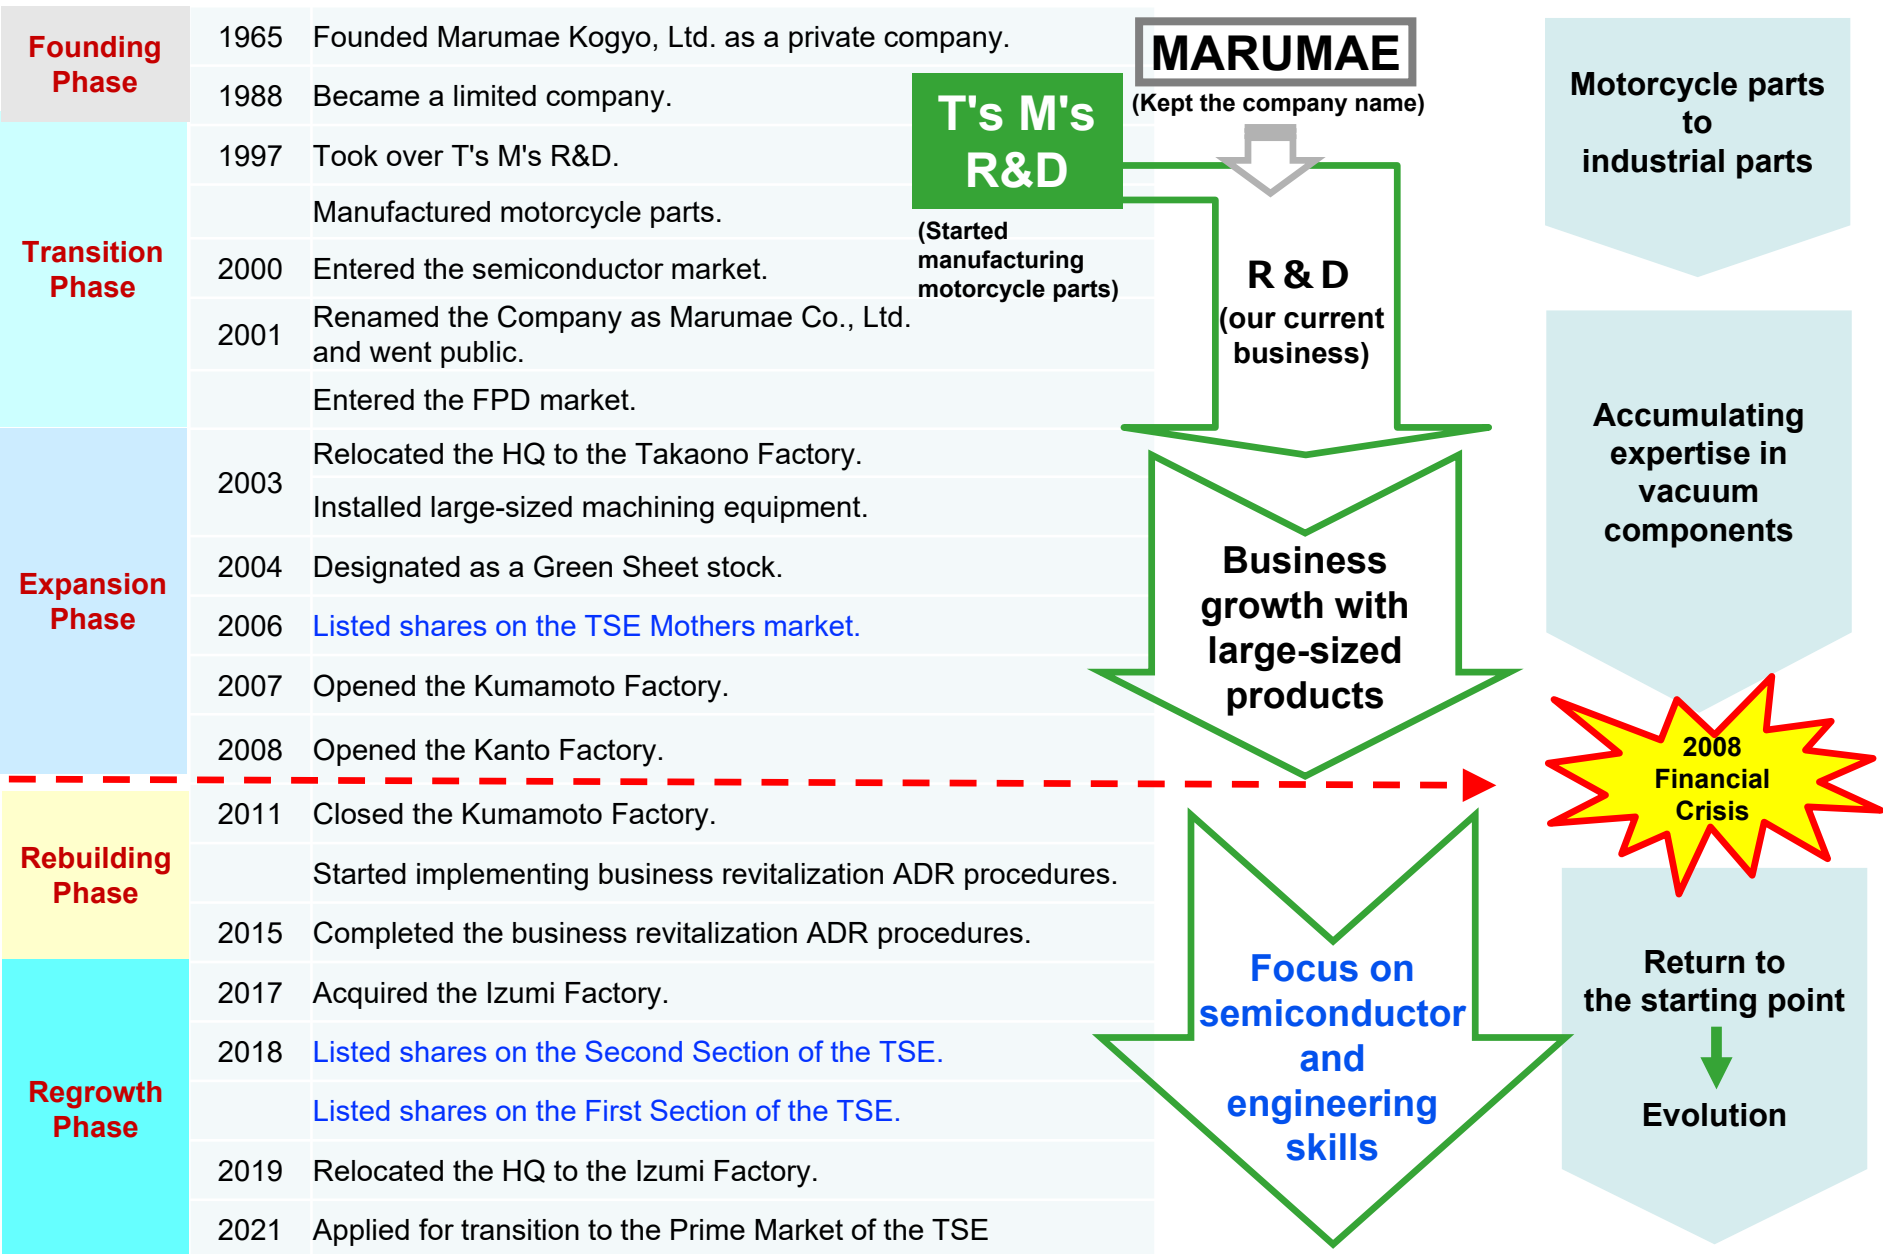 Founding
Phase
1965 Founded Marumae Kogyo, Ltd. as a private company.
1988 Became a limited company.
Transition
Phase
1997 Took over T's M's R&D.
Manufactured motorcycle parts.
2000 Entered the semiconductor market.
2001 Renamed the Company as Marumae Co., Ltd.
and went public.
Entered the FPD market.
Expansion
Phase
2003 Relocated the HQ to the Takaono Factory.
Installed large-sized machining equipment.
2004 Designated as a Green Sheet stock.
2006 Listed shares on the TSE Mothers market.
2007 Opened the Kumamoto Factory.
2008 Opened the Kanto Factory.
Rebuilding
Phase
2011 Closed the Kumamoto Factory.
Started implementing business revitalization ADR procedures.
2015 Completed the business revitalization ADR procedures.
Regrowth
Phase
2017 Acquired the Izumi Factory.
2018 Listed shares on the Second Section of the TSE.
Listed shares on the First Section of the TSE.
2019 Relocated the HQ to the Izumi Factory.
2021 Applied for transition to the Prime Market of the TSE
MARUMAE
(Kept the company name)
T's M's
R&D
(Started
manufacturing
motorcycle parts)
R & D
(our current
business)
Business
growth with
large-sized
products
Focus on
semiconductor
and
engineering
skills
Motorcycle parts
to
industrial parts
Accumulating
expertise in
vacuum
components
2008
Financial
Crisis
Return to
the starting point
Evolution